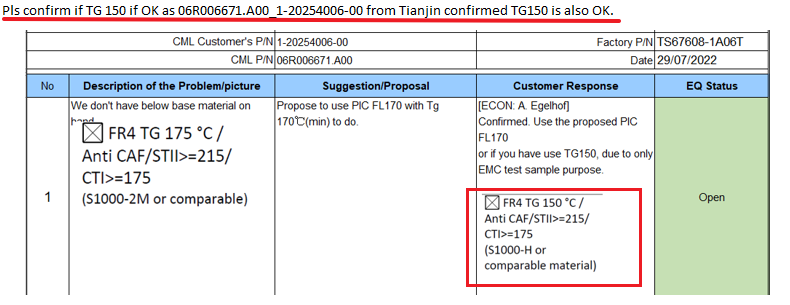 Pls confirm if TG 150 if OK as 06R006671.A00_1-20254006-00 from Tianjin confirmed TG150 is also OK.
CML Customer's P/N 1-20254006-00 Factory P/N TS67608-1A06T
CML P/N 06R006671.A00 Date 29/07/2022
No Description of the Problem/picture Suggestion/Proposal Customer Response EQ Status
1
We don't have below base material on
hand.
FR4 TG 175 °C /
Anti CAF/STII>=215/
CTI>=175
(S1000-2M or comparable)
Propose to use PIC FL170 with Tg
170℃(min) to do.
[ECON: A. Egelhof]
Confirmed. Use the proposed PIC
FL170
or if you have use TG150, due to only
EMC test sample purpose.
FR4 TG 150 °C /
Anti CAF/STII>=215/
CTI>=175
(S1000-H or
comparable material)
Open